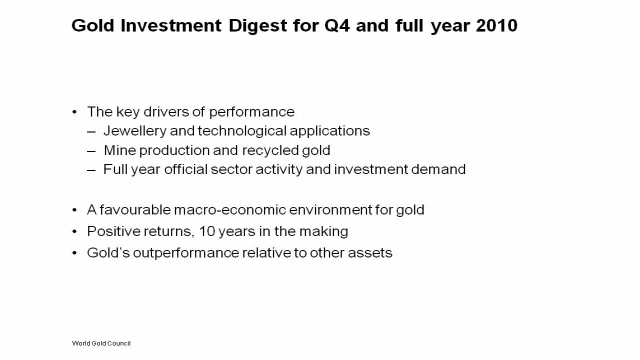 Gold Investment Digest for Q4 and full year 2010
• The key drivers of performance
– Jewellery and technological applications
– Mine production and recycled gold
– Full year official sector activity and investment demand
• A favourable macro-economic environment for gold
• Positive returns, 10 years in the making
• Gold's outperformance relative to other assets
World Gold Council